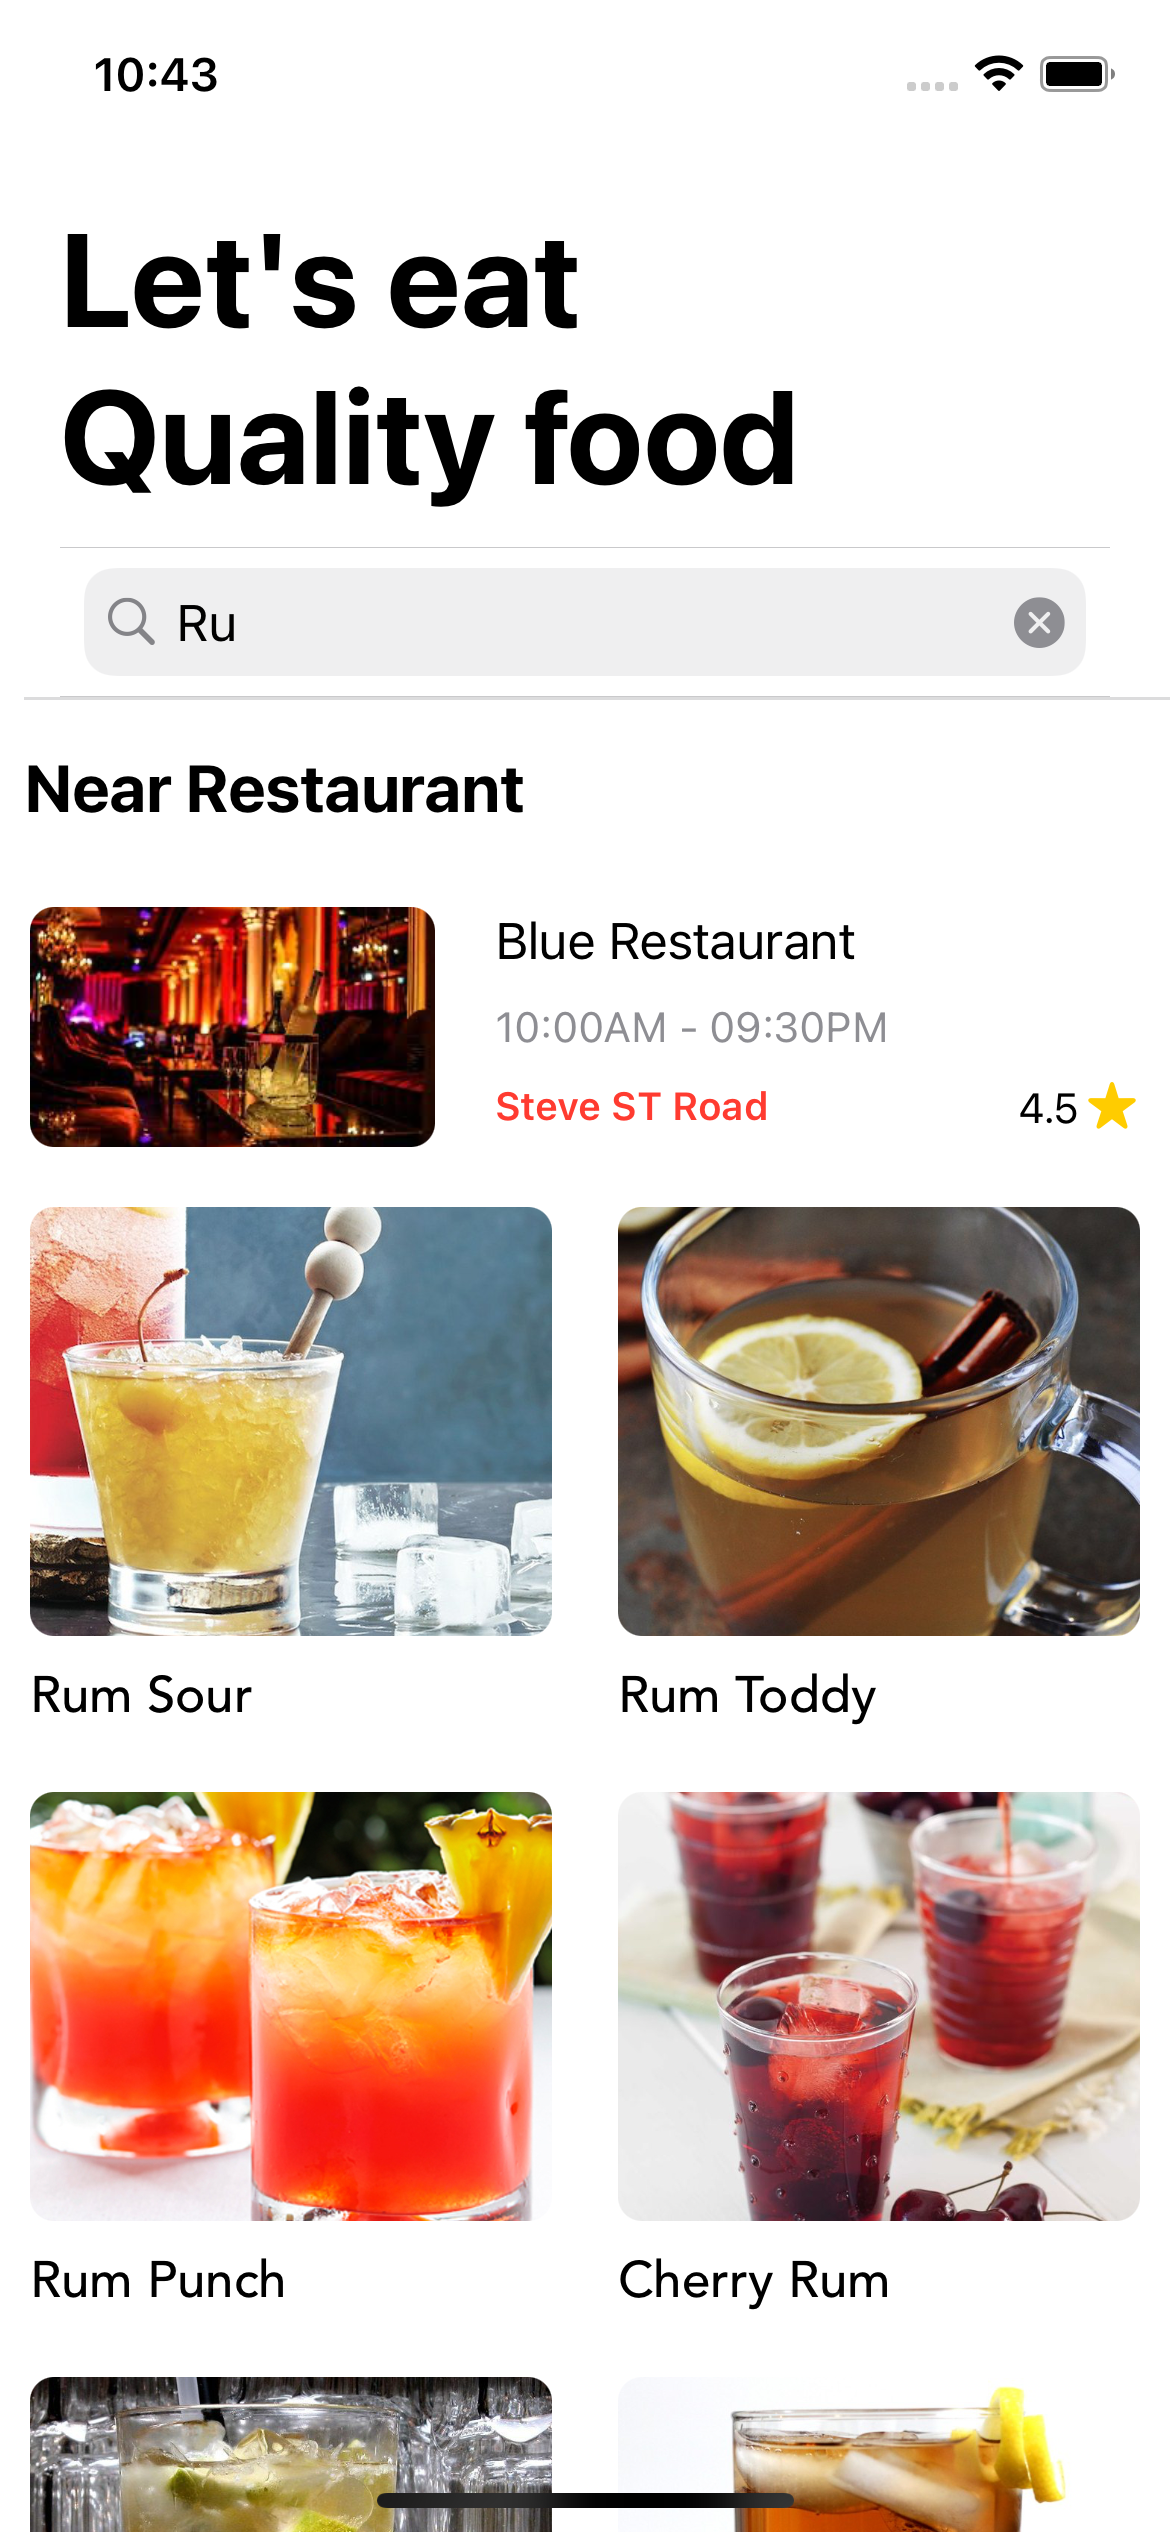 10:43
Let's eat
Quality food
Ru
Near Restaurant
Blue Restaurant
10:00AM - 09:30PM
Steve ST Road
4.5
Rum Sour
Rum Toddy
Rum Punch
Cherry Rum